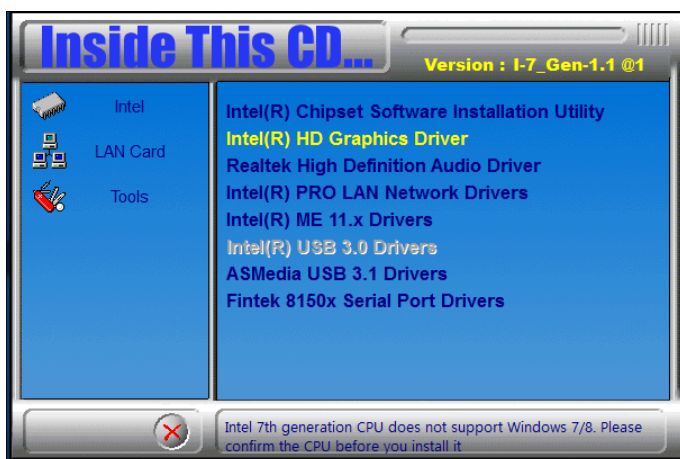 Inside This CD...
Version : I-7_Gen-1.1 @1
Intel
LAN Card
Tools
Intel(R) Chipset Software Installation Utility
Intel(R) HD Graphics Driver
Realtek High Definition Audio Driver
Intel(R) PRO LAN Network Drivers
Intel(R) ME 11.x Drivers
Intel(R) USB 3.0 Drivers
ASMedia USB 3.1 Drivers
Fintek 8150x Serial Port Drivers
Intel 7th generation CPU does not support Windows 7/8. Please
confirm the CPU before you install it